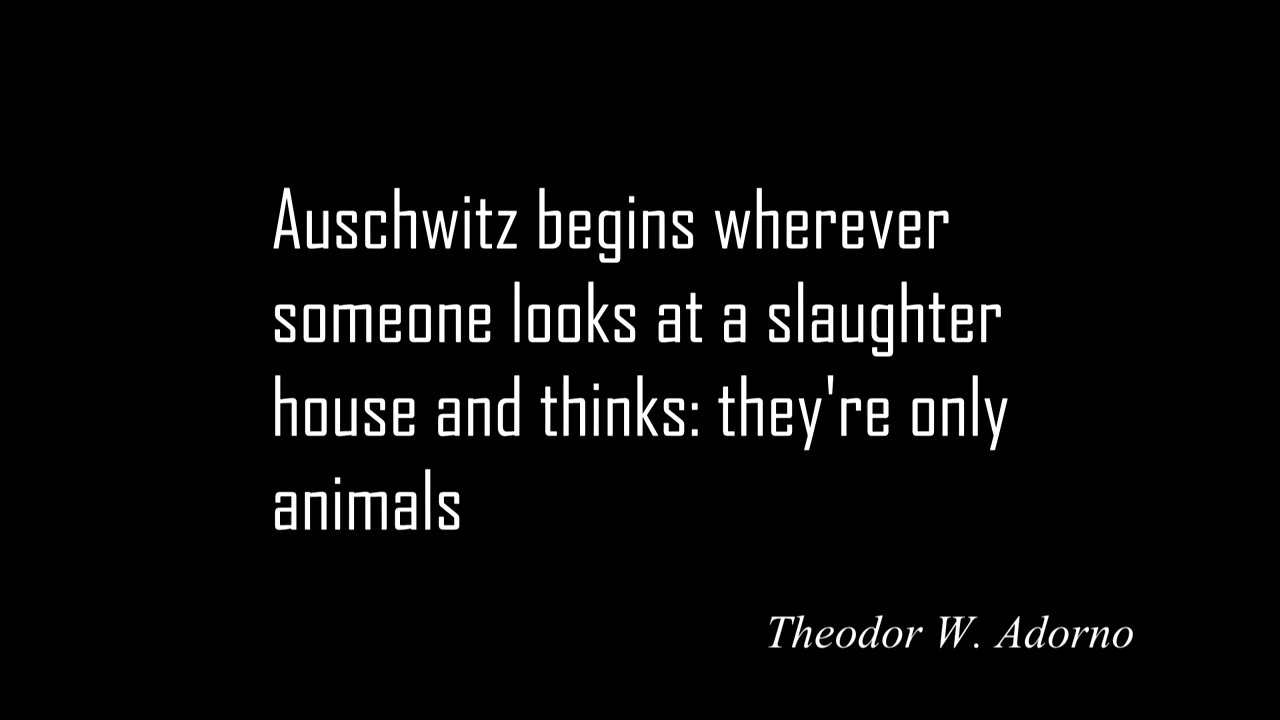 Auschwitz begins wherever
someone looks at a slaughter
house and thinks: they're only
animals
Theodor W. Adorno